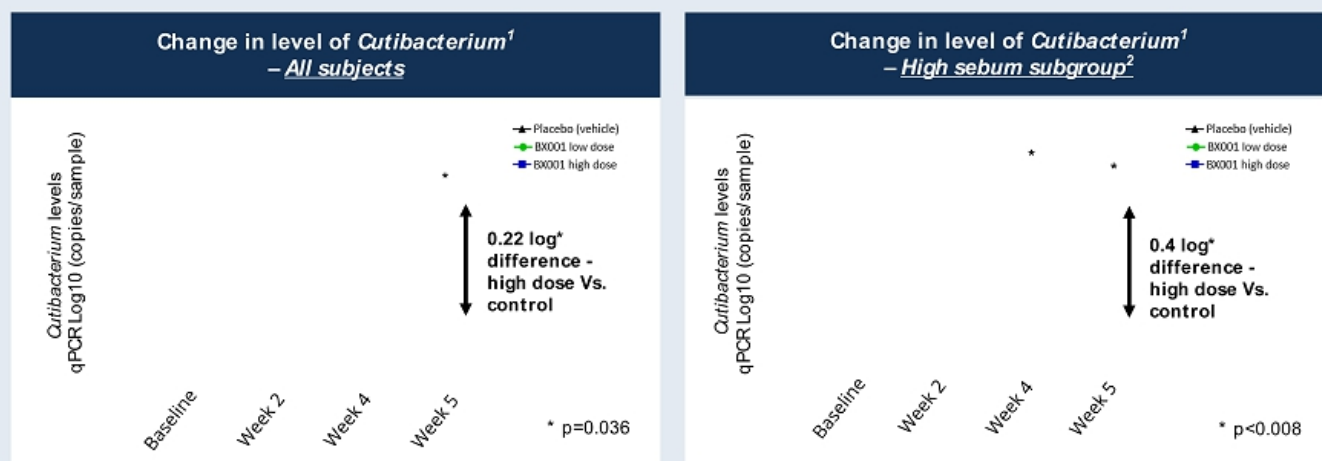 Change in level of Cutibacterium1
– All subjects
Cutibacterium levels
qPCR Log10 (copies/sample)
Placebo (vehicle)
BX001 low dose
BX001 high dose
*
0.22 log*
difference -
high dose Vs.
control
Baseline
Week 2
Week 4
Week 5
* p=0.036
Change in level of Cutibacterium1
– High sebum subgroup2
Cutibacterium levels
qPCR Log10 (copies/sample)
Placebo (vehicle)
BX001 low dose
BX001 high dose
*
*
0.4 log*
difference -
high dose Vs.
control
Baseline
Week 2
Week 4
Week 5
* p<0.008